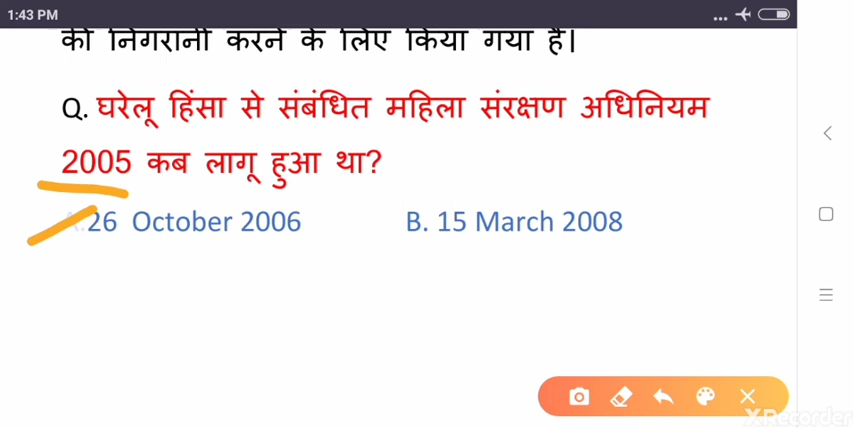 1:43 PM
की निगरानी करने के लिए किया गया है।
Q. घरेलू हिंसा से संबंधित महिला संरक्षण अधिनियम
2005 कब लागू हुआ था?
A.26 October 2006 B. 15 March 2008
XRecorder